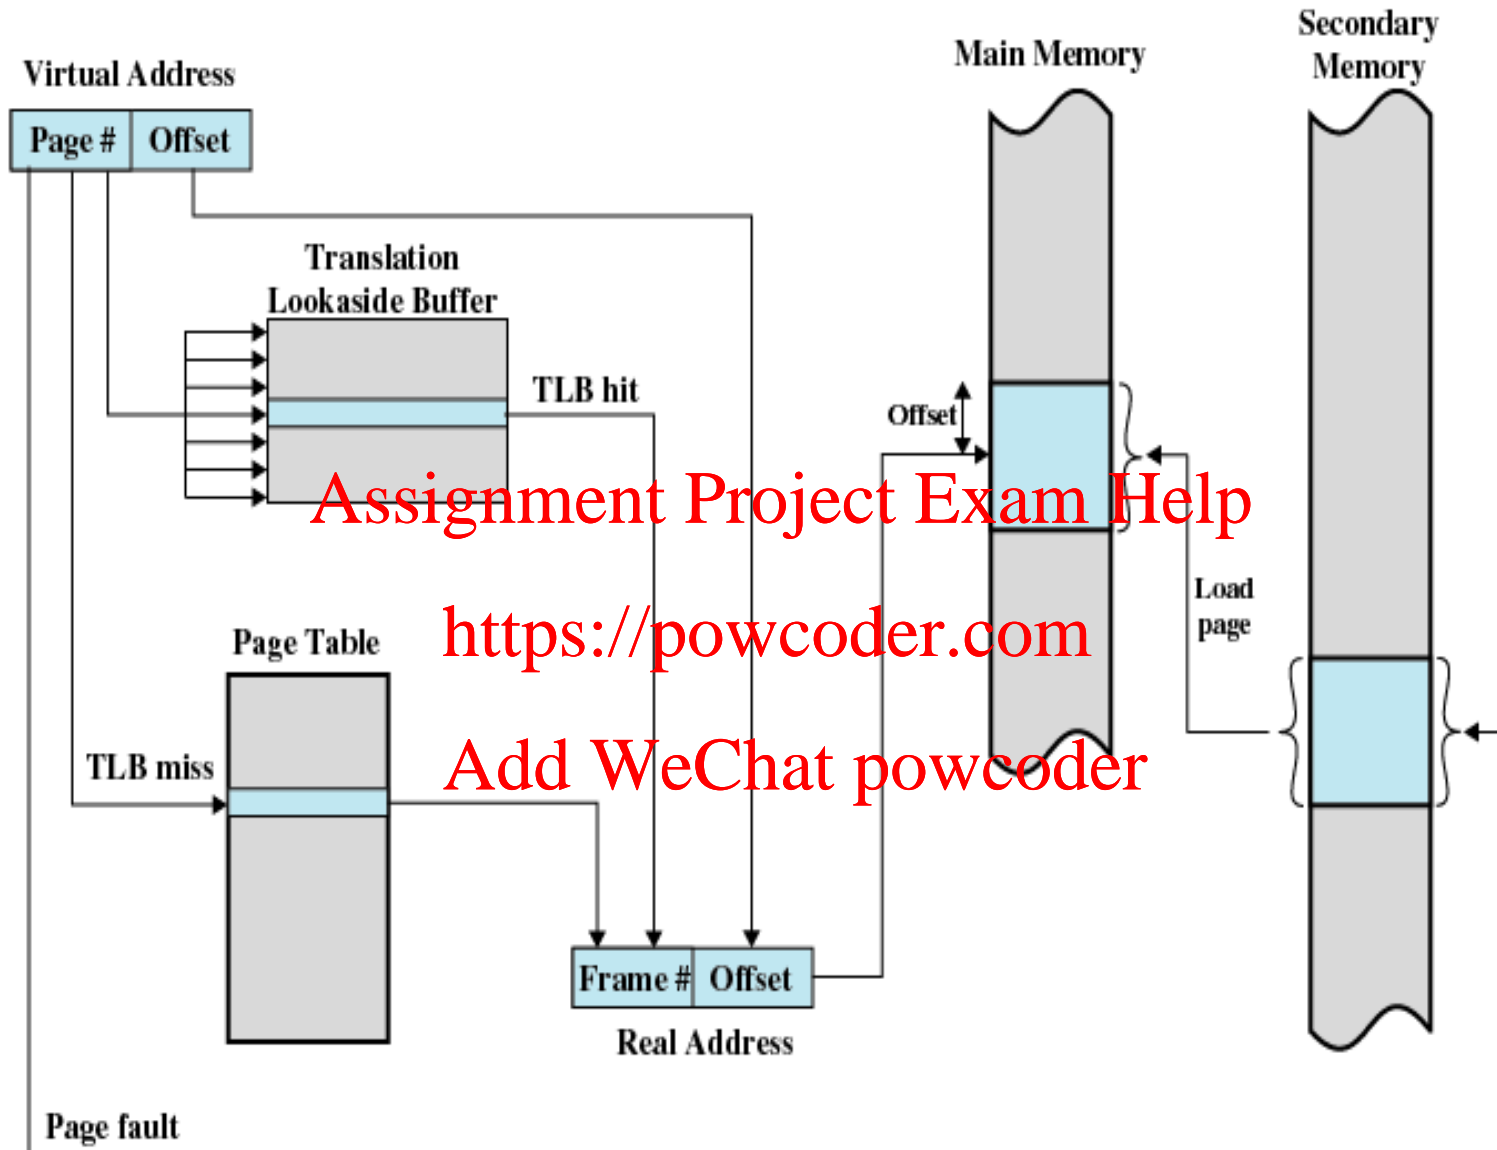 Secondary
Memory
Main Memory
Virtual Address
Page #
Offset
Translation
Lookaside Buffer
TLB hit
Offset
Assignment Project Exam Help
Load
page
https://powcoder.com
Page Table
TLB miss
Add WeChat powcoder
Frame #
Offset
Real Address
Page fault